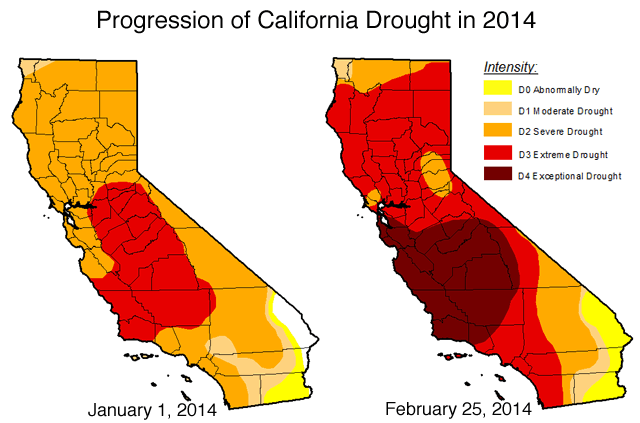 Progression of California Drought in 2014
Intensity:
D0 Abnormally Dry
D1 Moderate Drought
D2 Severe Drought
D3 Extreme Drought
D4 Exceptional Drought
January 1, 2014
February 25, 2014